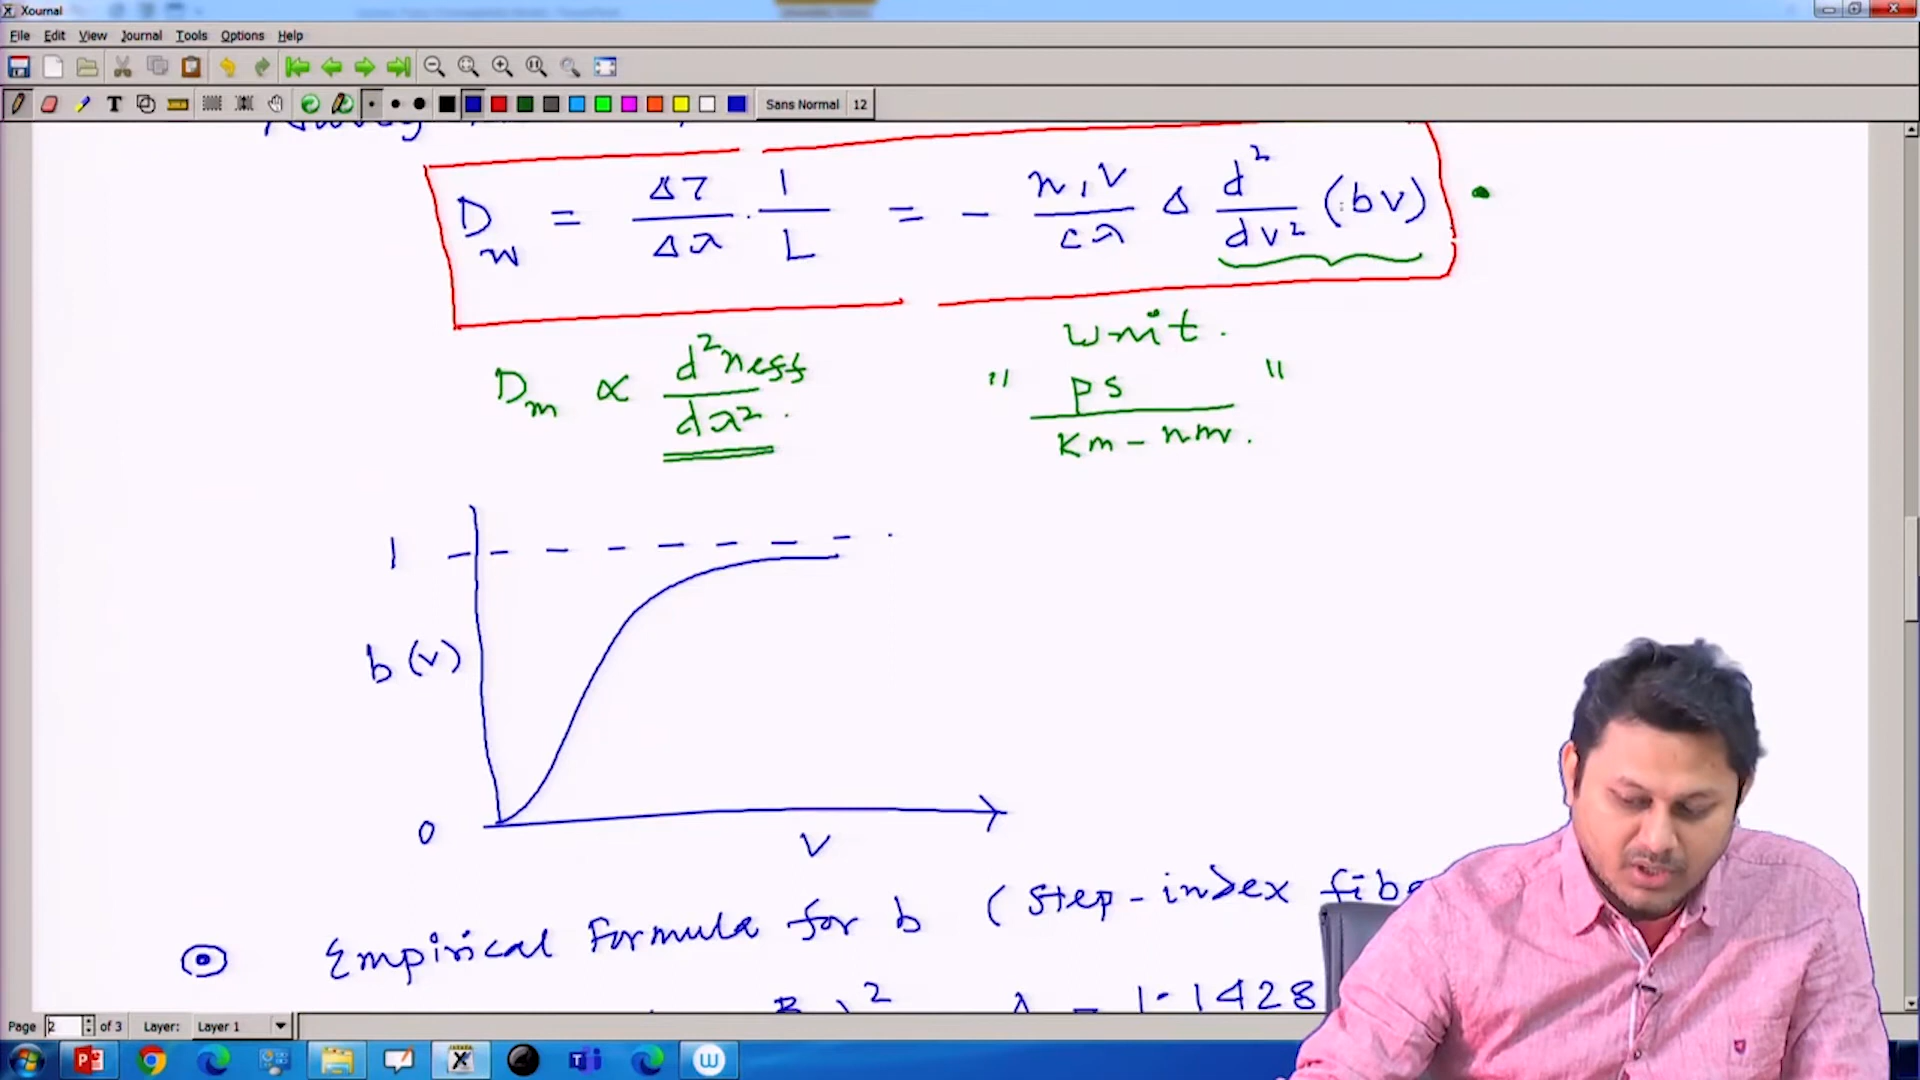 Xournal
File Edit View Journal Tools Options Help
T Sans Normal 12
D_w = Δτ/Δλ · 1/L = - n₁V/cλ Δ d²/dV² (bV)
D_m ∝ d²neff/dλ².
Unit.
" ps/Km-nm. "
1
b(V)
0
V
Empirical Formula for b (Step-index fibe
B 2 A = 1.1428
Page 2 of 3 Layer: Layer 1